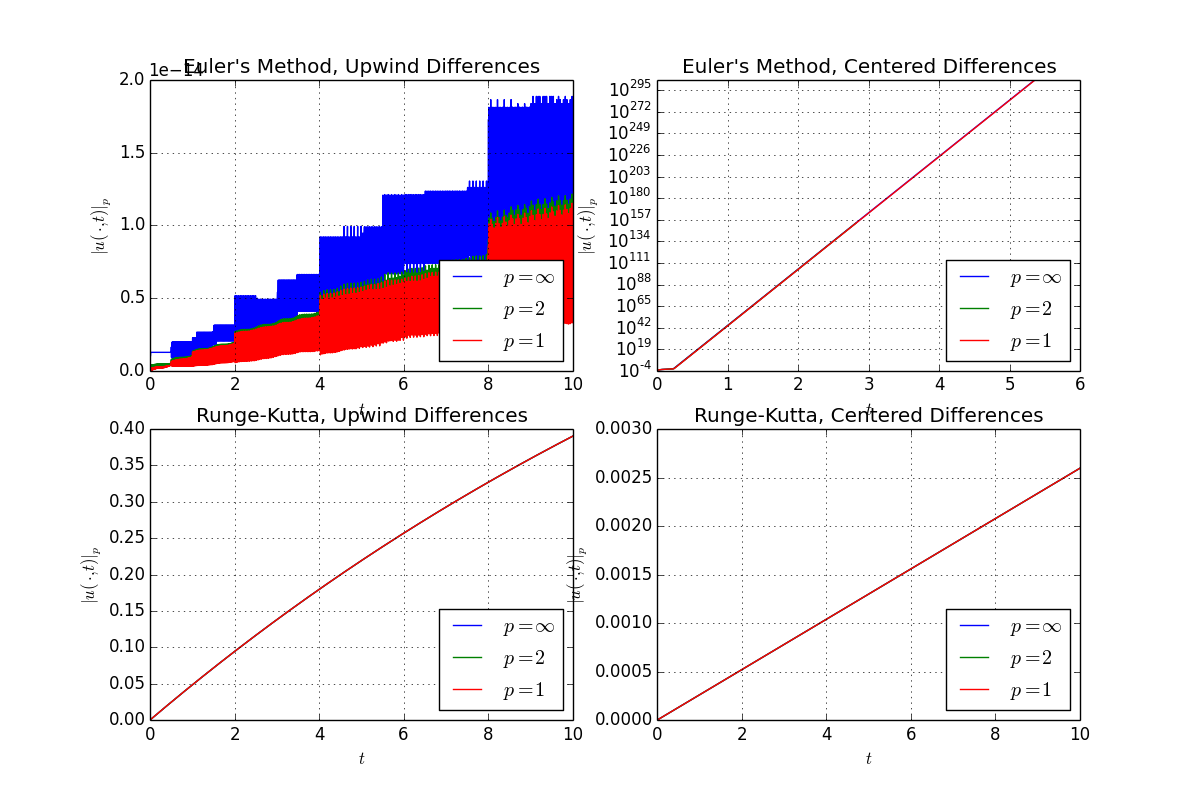 Euler's Method, Upwind Differences
1e−14
2.0
1.5
1.0
0.5
0.0
|u(·,t)|_p
0 2 4 6 8 10
t
p=∞
p=2
p=1
Euler's Method, Centered Differences
10^295
10^272
10^249
10^226
10^203
10^180
10^157
10^134
10^111
10^88
10^65
10^42
10^19
10^-4
|u(·,t)|_p
0 1 2 3 4 5 6
t
p=∞
p=2
p=1
Runge-Kutta, Upwind Differences
0.40
0.35
0.30
0.25
0.20
0.15
0.10
0.05
0.00
|u(·,t)|_p
0 2 4 6 8 10
t
p=∞
p=2
p=1
Runge-Kutta, Centered Differences
0.0030
0.0025
0.0020
0.0015
0.0010
0.0005
0.0000
|u(·,t)|_p
0 2 4 6 8 10
t
p=∞
p=2
p=1